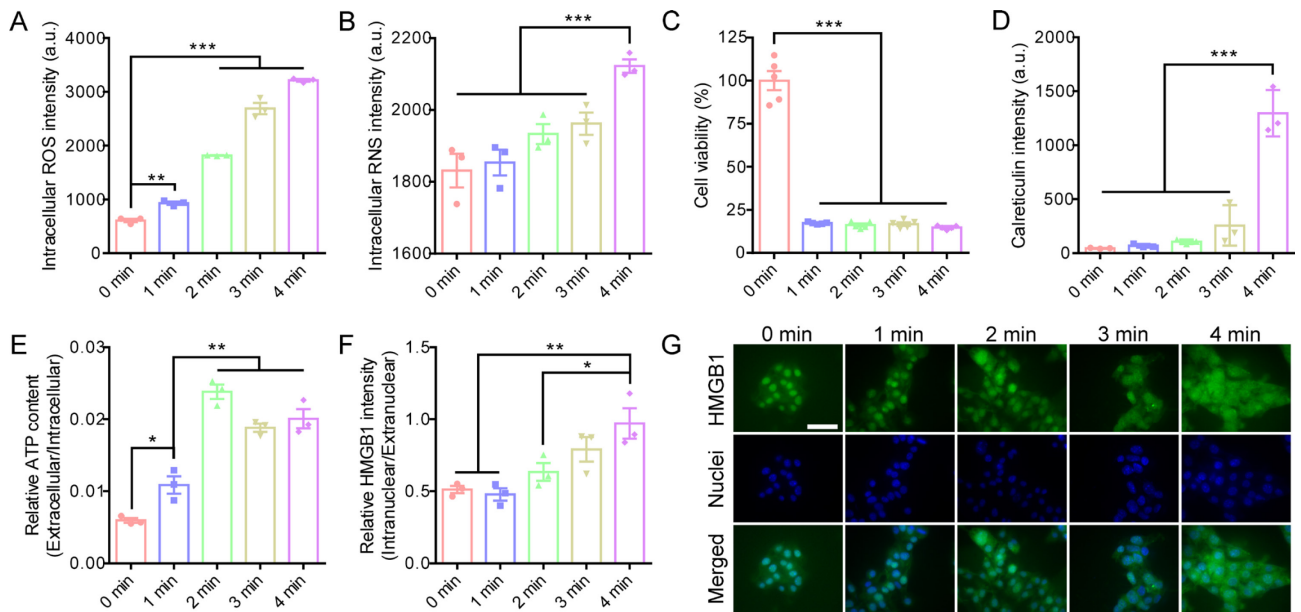 A
Intracellular ROS intensity (a.u.)
4000
3000
2000
1000
0
***
**
0 min
1 min
2 min
3 min
4 min
B
Intracellular RNS intensity (a.u.)
2200
2000
1800
1600
***
0 min
1 min
2 min
3 min
4 min
C
Cell viability (%)
125
100
75
50
25
0
***
0 min
1 min
2 min
3 min
4 min
D
Calreticulin intensity (a.u.)
2000
1500
1000
500
0
***
0 min
1 min
2 min
3 min
4 min
E
Relative ATP content
(Extracellular/Intracellular)
0.03
0.02
0.01
0.00
**
*
0 min
1 min
2 min
3 min
4 min
F
Relative HMGB1 intensity
(Intranuclear/Extranuclear)
1.5
1.0
0.5
0.0
**
*
0 min
1 min
2 min
3 min
4 min
G
0 min 1 min 2 min 3 min 4 min
HMGB1
Nuclei
Merged